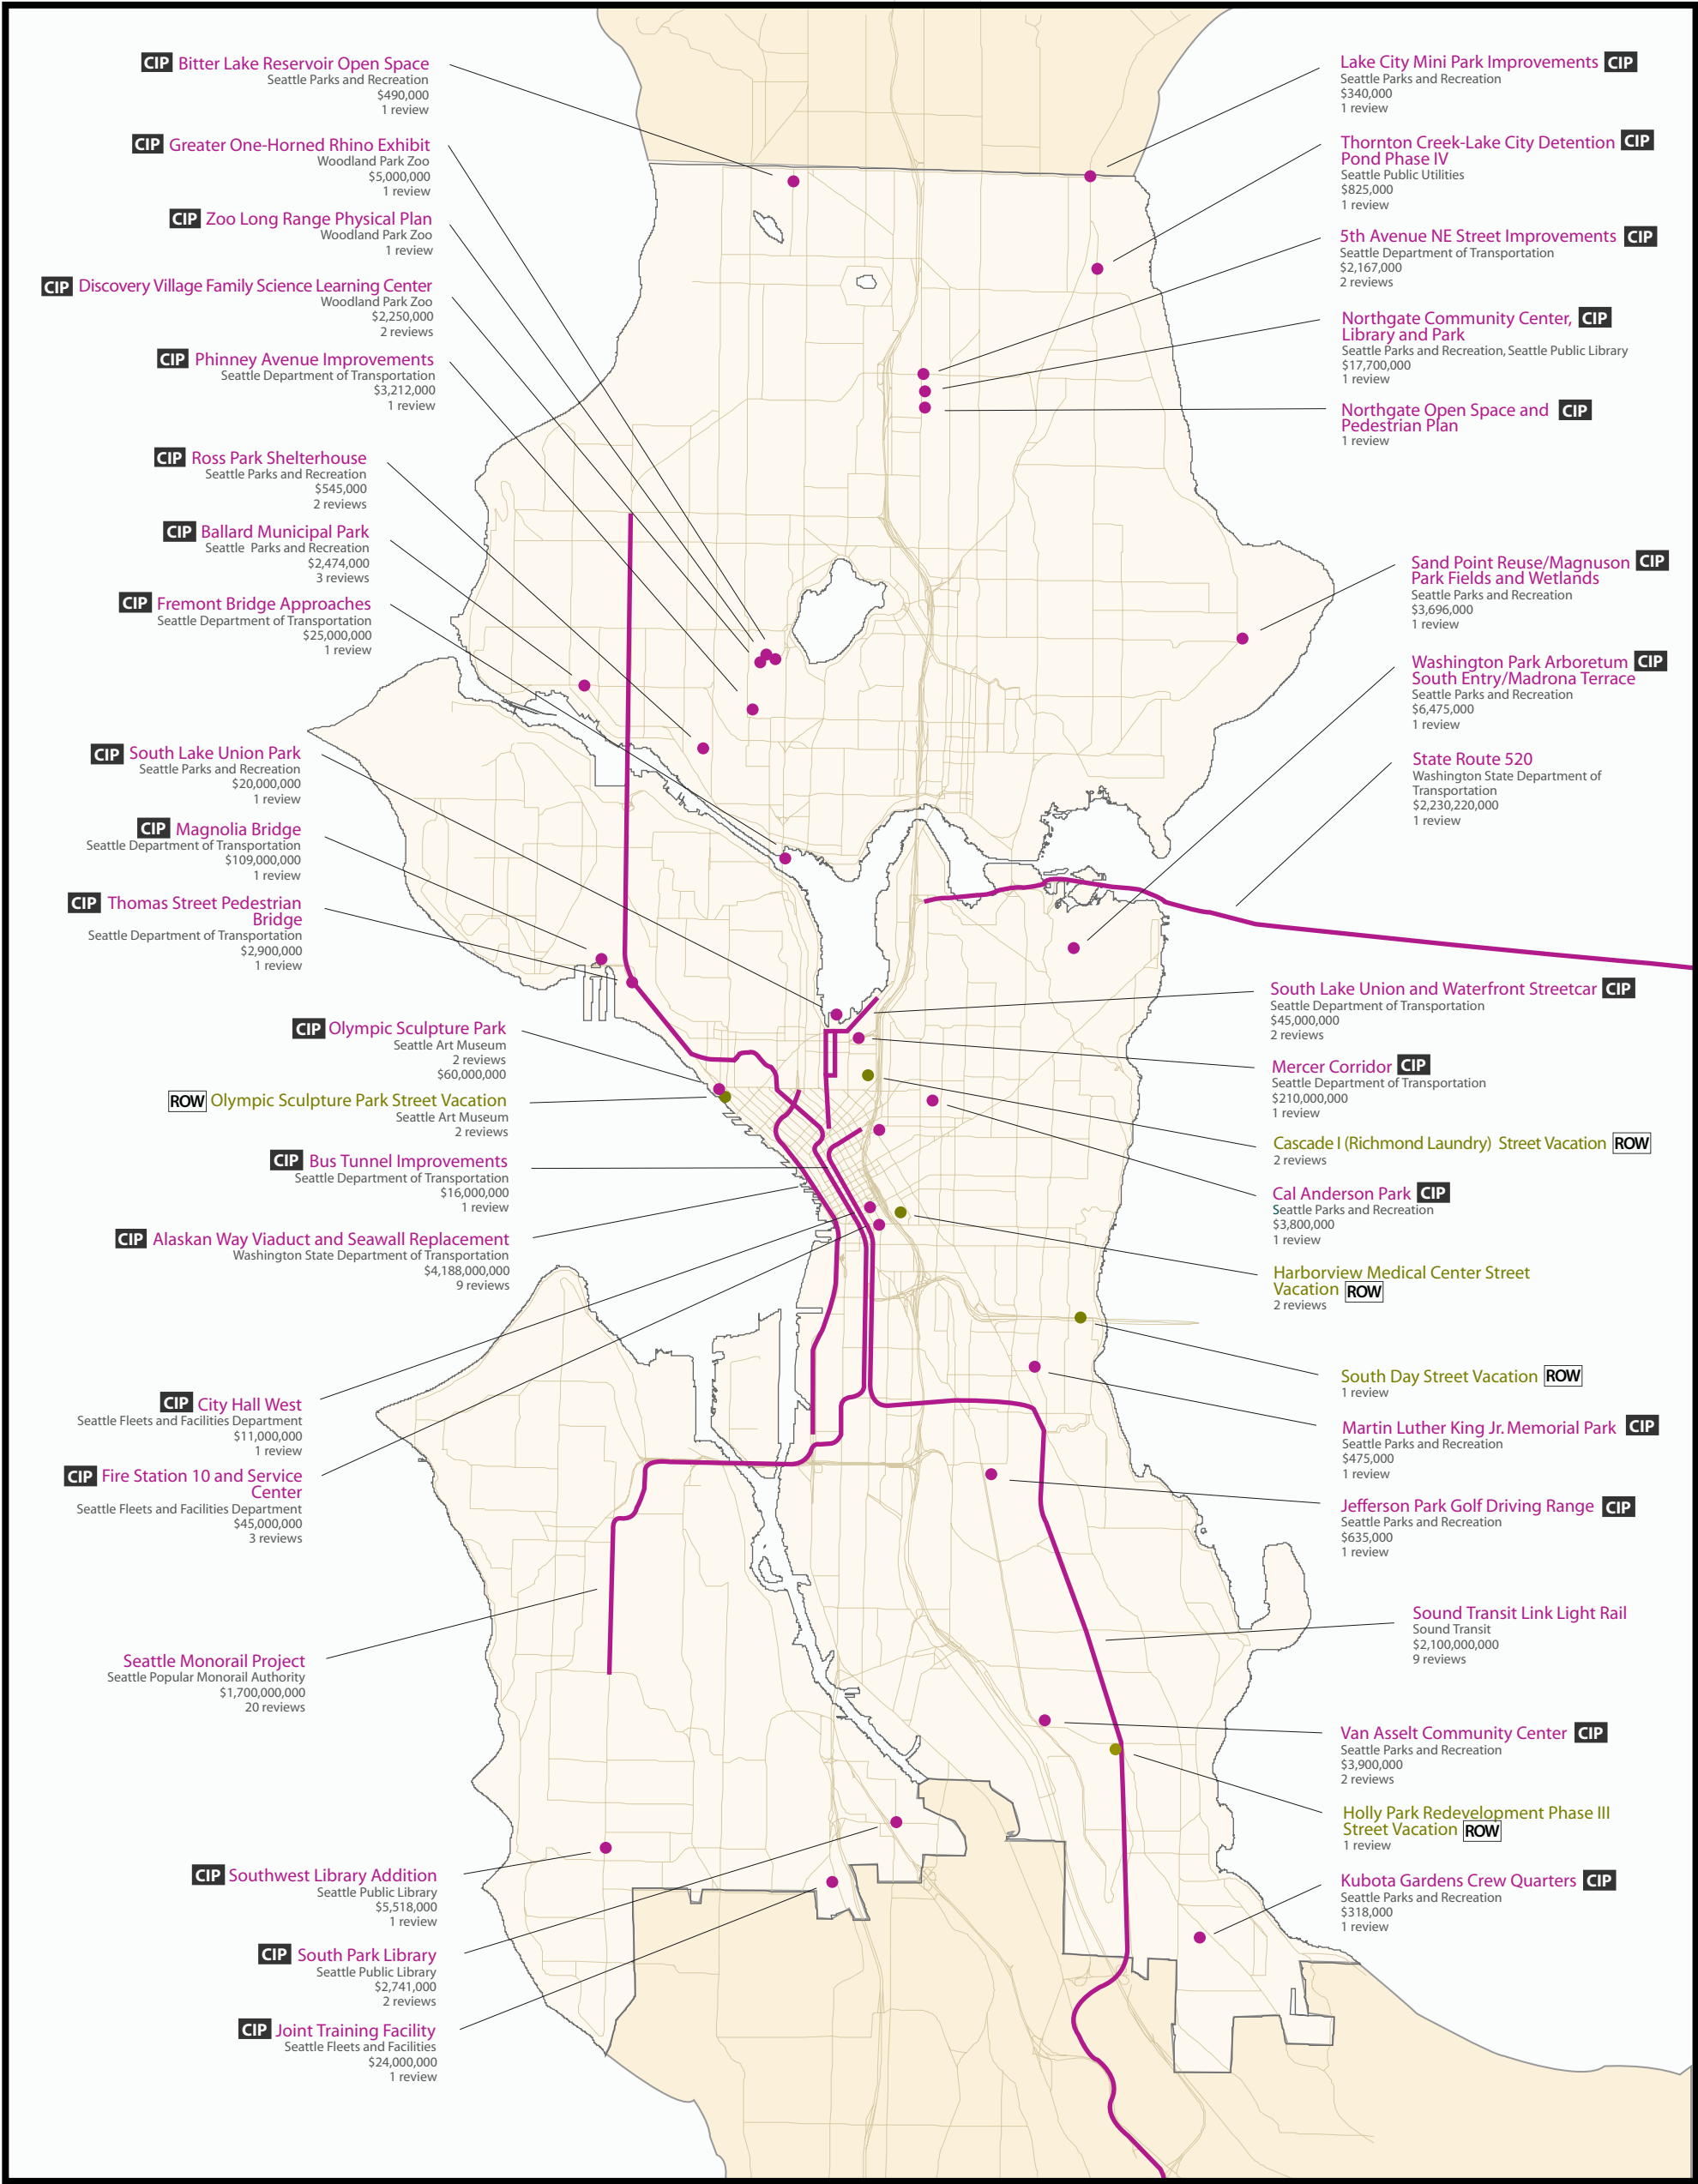 CIP Bitter Lake Reservoir Open Space
Seattle Parks and Recreation
$490,000
1 review
CIP Greater One-Horned Rhino Exhibit
Woodland Park Zoo
$5,000,000
1 review
CIP Zoo Long Range Physical Plan
Woodland Park Zoo
1 review
CIP Discovery Village Family Science Learning Center
Woodland Park Zoo
$2,250,000
2 reviews
CIP Phinney Avenue Improvements
Seattle Department of Transportation
$3,212,000
1 review
CIP Ross Park Shelterhouse
Seattle Parks and Recreation
$545,000
2 reviews
CIP Ballard Municipal Park
Seattle Parks and Recreation
$2,474,000
3 reviews
CIP Fremont Bridge Approaches
Seattle Department of Transportation
$25,000,000
1 review
CIP South Lake Union Park
Seattle Parks and Recreation
$20,000,000
1 review
CIP Magnolia Bridge
Seattle Department of Transportation
$109,000,000
1 review
CIP Thomas Street Pedestrian
Bridge
Seattle Department of Transportation
$2,900,000
1 review
CIP Olympic Sculpture Park
Seattle Art Museum
2 reviews
$60,000,000
ROW Olympic Sculpture Park Street Vacation
Seattle Art Museum
2 reviews
CIP Bus Tunnel Improvements
Seattle Department of Transportation
$16,000,000
1 review
CIP Alaskan Way Viaduct and Seawall Replacement
Washington State Department of Transportation
$4,188,000,000
9 reviews
CIP City Hall West
Seattle Fleets and Facilities Department
$11,000,000
1 review
CIP Fire Station 10 and Service
Center
Seattle Fleets and Facilities Department
$45,000,000
3 reviews
Seattle Monorail Project
Seattle Popular Monorail Authority
$1,700,000,000
20 reviews
CIP Southwest Library Addition
Seattle Public Library
$5,518,000
1 review
CIP South Park Library
Seattle Public Library
$2,741,000
2 reviews
CIP Joint Training Facility
Seattle Fleets and Facilities
$24,000,000
1 review
Lake City Mini Park Improvements CIP
Seattle Parks and Recreation
$340,000
1 review
Thornton Creek-Lake City Detention CIP
Pond Phase IV
Seattle Public Utilities
$825,000
1 review
5th Avenue NE Street Improvements CIP
Seattle Department of Transportation
$2,167,000
2 reviews
Northgate Community Center, CIP
Library and Park
Seattle Parks and Recreation, Seattle Public Library
$17,700,000
1 review
Northgate Open Space and CIP
Pedestrian Plan
1 review
Sand Point Reuse/Magnuson CIP
Park Fields and Wetlands
Seattle Parks and Recreation
$3,696,000
1 review
Washington Park Arboretum CIP
South Entry/Madrona Terrace
Seattle Parks and Recreation
$6,475,000
1 review
State Route 520
Washington State Department of
Transportation
$2,230,220,000
1 review
South Lake Union and Waterfront Streetcar CIP
Seattle Department of Transportation
$45,000,000
2 reviews
Mercer Corridor CIP
Seattle Department of Transportation
$210,000,000
1 review
Cascade I (Richmond Laundry) Street Vacation ROW
2 reviews
Cal Anderson Park CIP
Seattle Parks and Recreation
$3,800,000
1 review
Harborview Medical Center Street
Vacation ROW
2 reviews
South Day Street Vacation ROW
1 review
Martin Luther King Jr. Memorial Park CIP
Seattle Parks and Recreation
$475,000
1 review
Jefferson Park Golf Driving Range CIP
Seattle Parks and Recreation
$635,000
1 review
Sound Transit Link Light Rail
Sound Transit
$2,100,000,000
9 reviews
Van Asselt Community Center CIP
Seattle Parks and Recreation
$3,900,000
2 reviews
Holly Park Redevelopment Phase III
Street Vacation ROW
1 review
Kubota Gardens Crew Quarters CIP
Seattle Parks and Recreation
$318,000
1 review